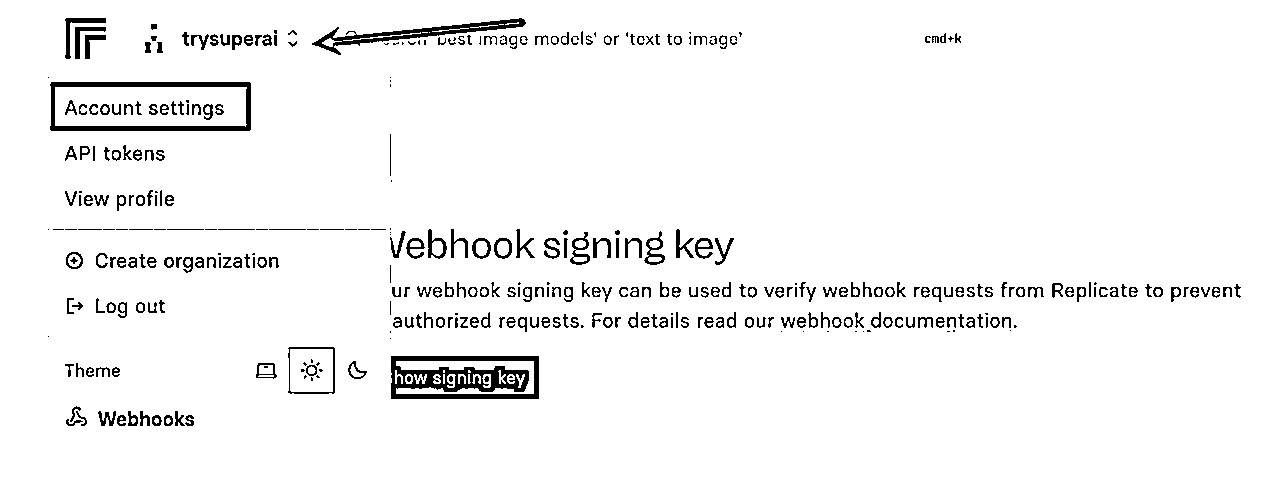 trysuperai
best image models' or 'text to image'
cmd+k
Account settings
API tokens
View profile
Create organization
Log out
Theme
Webhooks
Webhook signing key
ur webhook signing key can be used to verify webhook requests from Replicate to prevent
authorized requests. For details read our webhook documentation.
how signing key